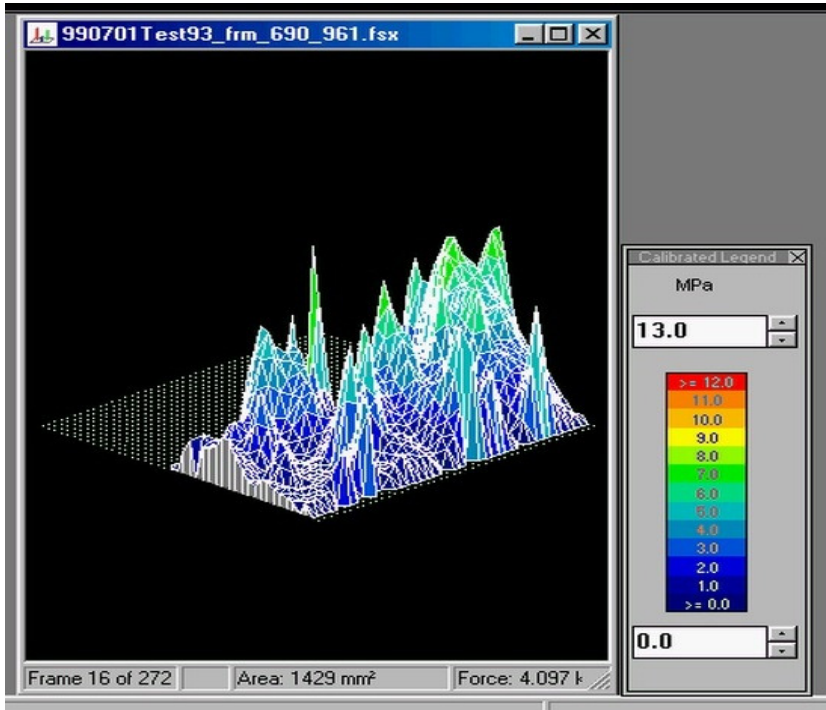 990701Test93_frm_690_961.fsx
Calibrated Legend
MPa
13.0
>= 12.0
11.0
10.0
9.0
8.0
7.0
6.0
5.0
4.0
3.0
2.0
1.0
>= 0.0
0.0
Frame 16 of 272
Area: 1429 mm²
Force: 4.097 k